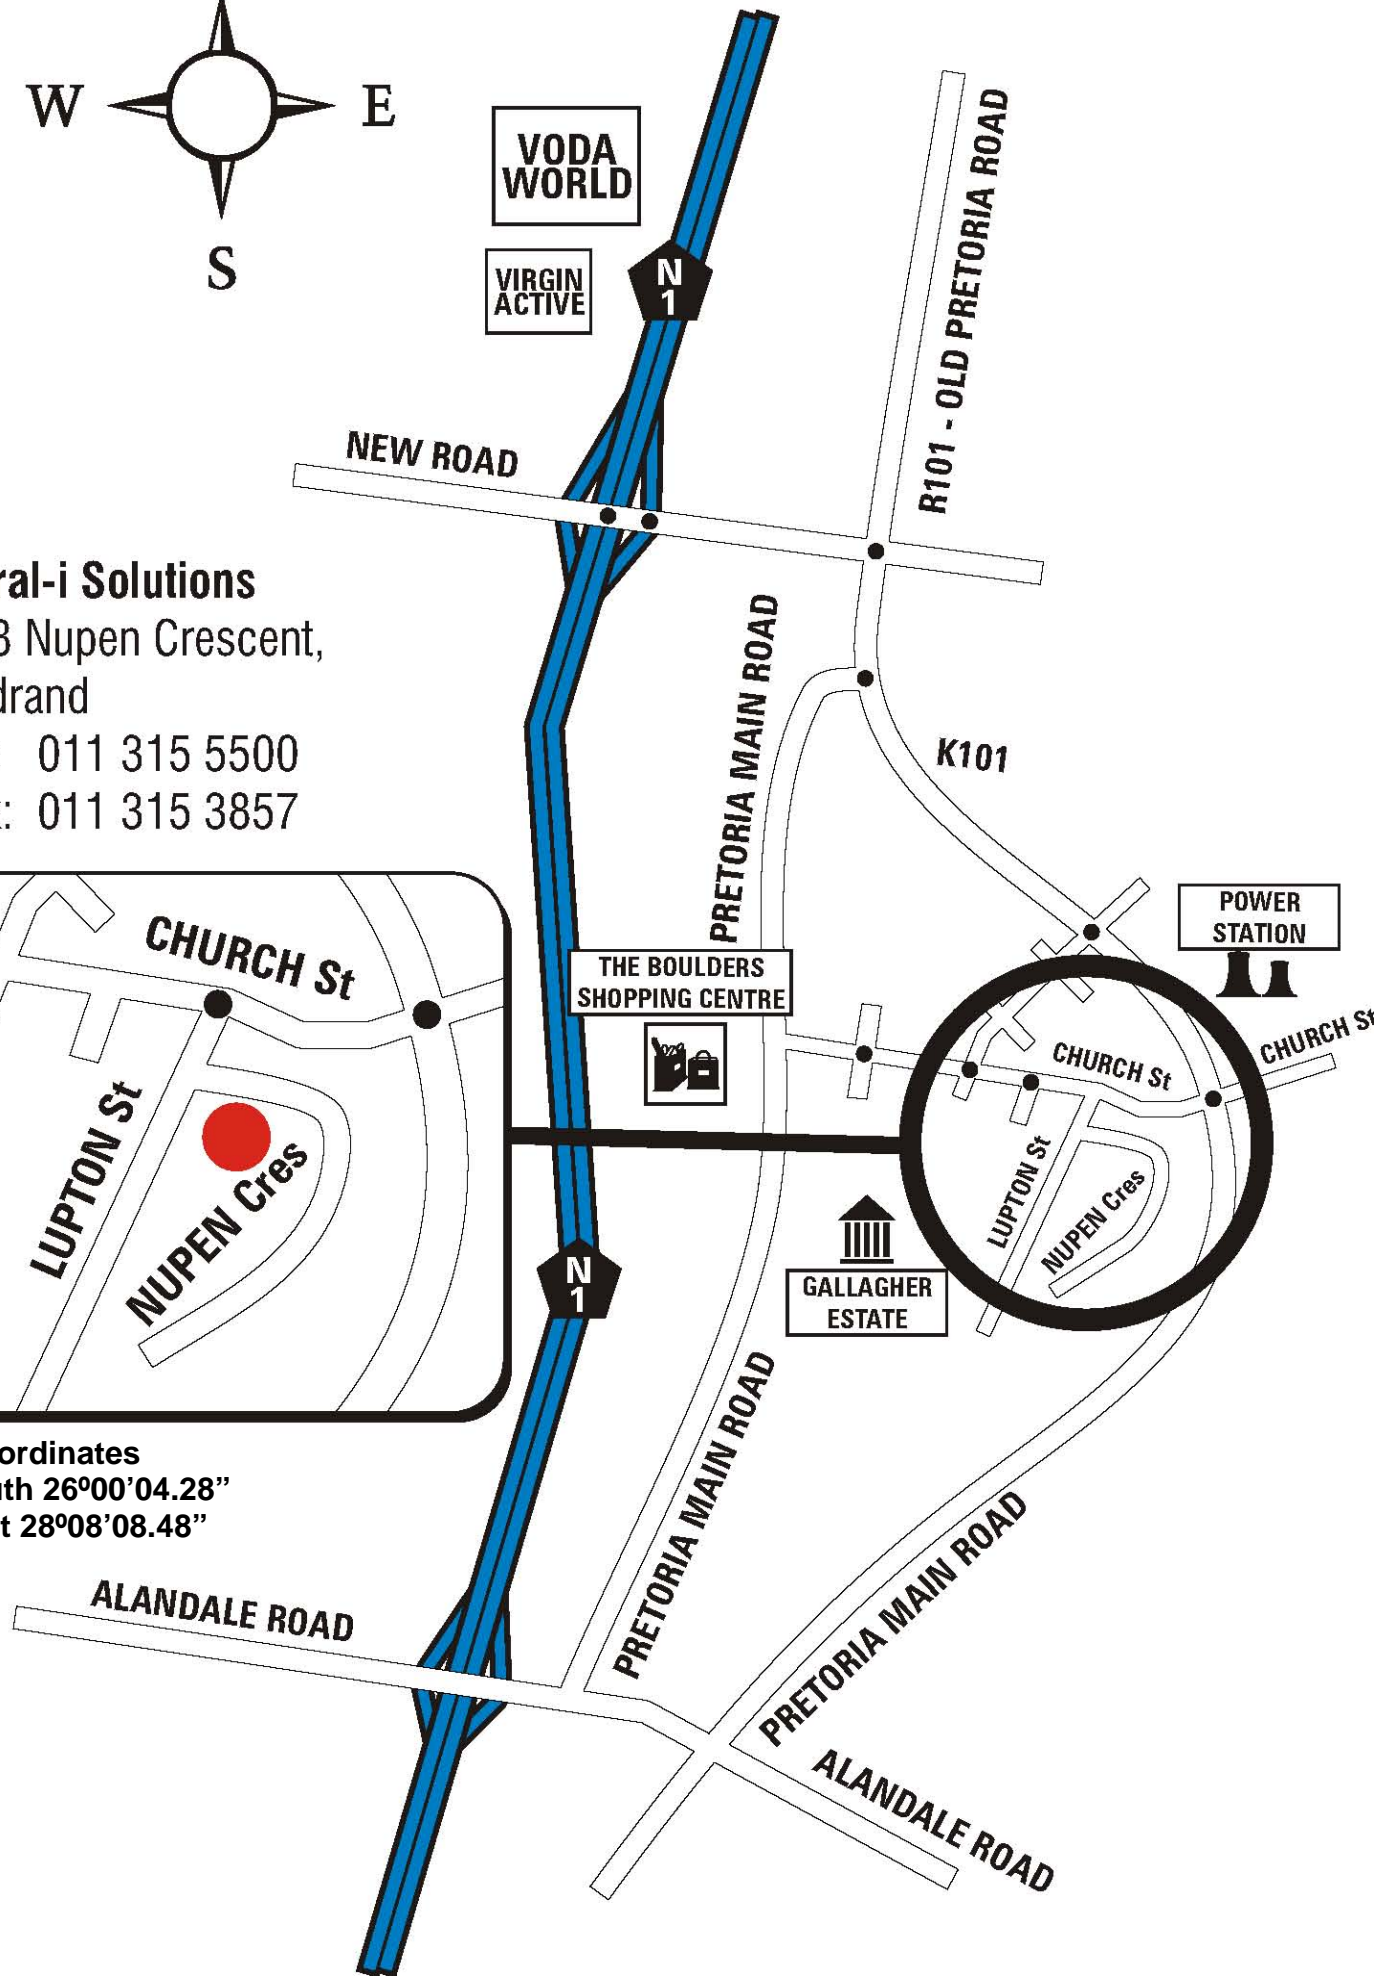 W
E
S
VODA
WORLD
VIRGIN
ACTIVE
N
1
R101 - OLD PRETORIA ROAD
NEW ROAD
ral-i Solutions
3 Nupen Crescent,
drand
: 011 315 5500
x: 011 315 3857
PRETORIA MAIN ROAD
K101
POWER
STATION
THE BOULDERS
SHOPPING CENTRE
CHURCH St
CHURCH St
LUPTON St
NUPEN Cres
CHURCH St
LUPTON St
NUPEN Cres
GALLAGHER
ESTATE
N
1
PRETORIA MAIN ROAD
PRETORIA MAIN ROAD
ordinates
uth 26º00’04.28”
t 28º08’08.48”
ALANDALE ROAD
ALANDALE ROAD